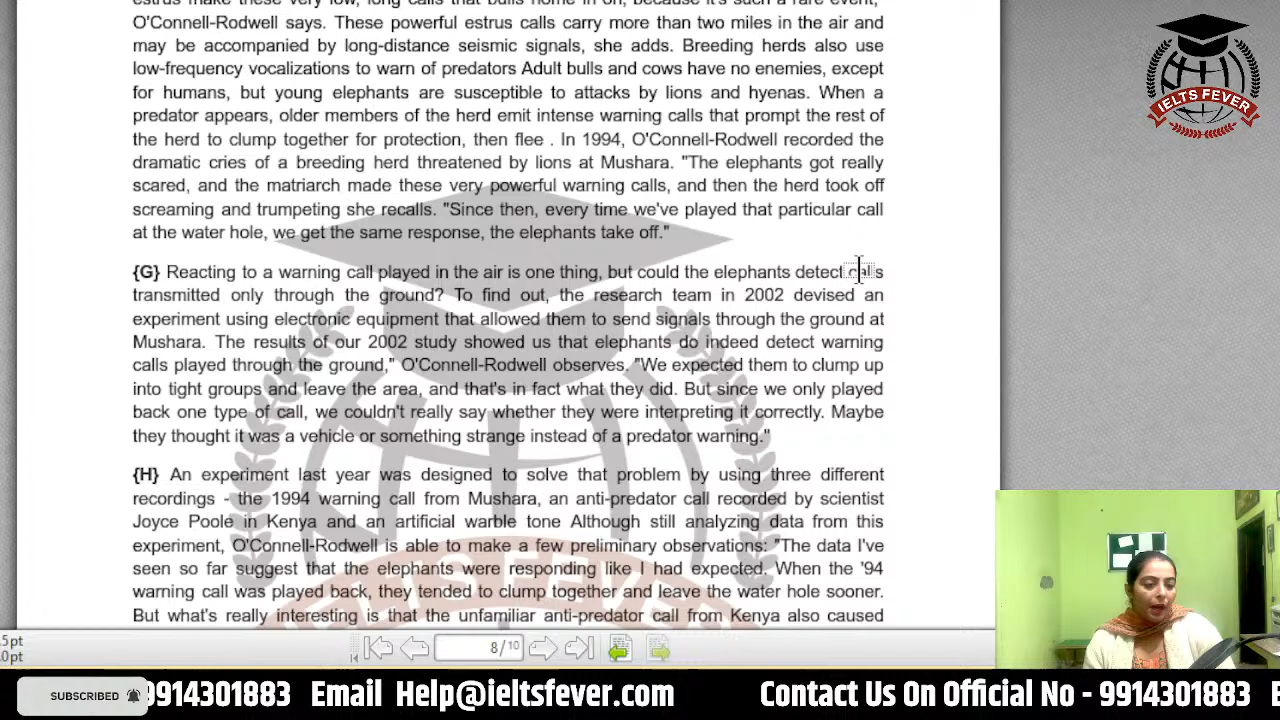 estrus make these very low, long calls that bulls home in on, because it's such a rare event,"
O'Connell-Rodwell says. These powerful estrus calls carry more than two miles in the air and
may be accompanied by long-distance seismic signals, she adds. Breeding herds also use
low-frequency vocalizations to warn of predators Adult bulls and cows have no enemies, except
for humans, but young elephants are susceptible to attacks by lions and hyenas. When a
predator appears, older members of the herd emit intense warning calls that prompt the rest of
the herd to clump together for protection, then flee . In 1994, O'Connell-Rodwell recorded the
dramatic cries of a breeding herd threatened by lions at Mushara. "The elephants got really
scared, and the matriarch made these very powerful warning calls, and then the herd took off
screaming and trumpeting she recalls. "Since then, every time we've played that particular call
at the water hole, we get the same response, the elephants take off."
{G} Reacting to a warning call played in the air is one thing, but could the elephants detect calls
transmitted only through the ground? To find out, the research team in 2002 devised an
experiment using electronic equipment that allowed them to send signals through the ground at
Mushara. The results of our 2002 study showed us that elephants do indeed detect warning
calls played through the ground," O'Connell-Rodwell observes. "We expected them to clump up
into tight groups and leave the area, and that's in fact what they did. But since we only played
back one type of call, we couldn't really say whether they were interpreting it correctly. Maybe
they thought it was a vehicle or something strange instead of a predator warning."
{H} An experiment last year was designed to solve that problem by using three different
recordings - the 1994 warning call from Mushara, an anti-predator call recorded by scientist
Joyce Poole in Kenya and an artificial warble tone Although still analyzing data from this
experiment, O'Connell-Rodwell is able to make a few preliminary observations: "The data I've
seen so far suggest that the elephants were responding like I had expected. When the '94
warning call was played back, they tended to clump together and leave the water hole sooner.
But what's really interesting is that the unfamiliar anti-predator call from Kenya also caused
IELTS FEVER
.5pt
.0pt
8 / 10
SUBSCRIBED
9914301883 Email Help@ieltsfever.com Contact Us On Official No - 9914301883 E